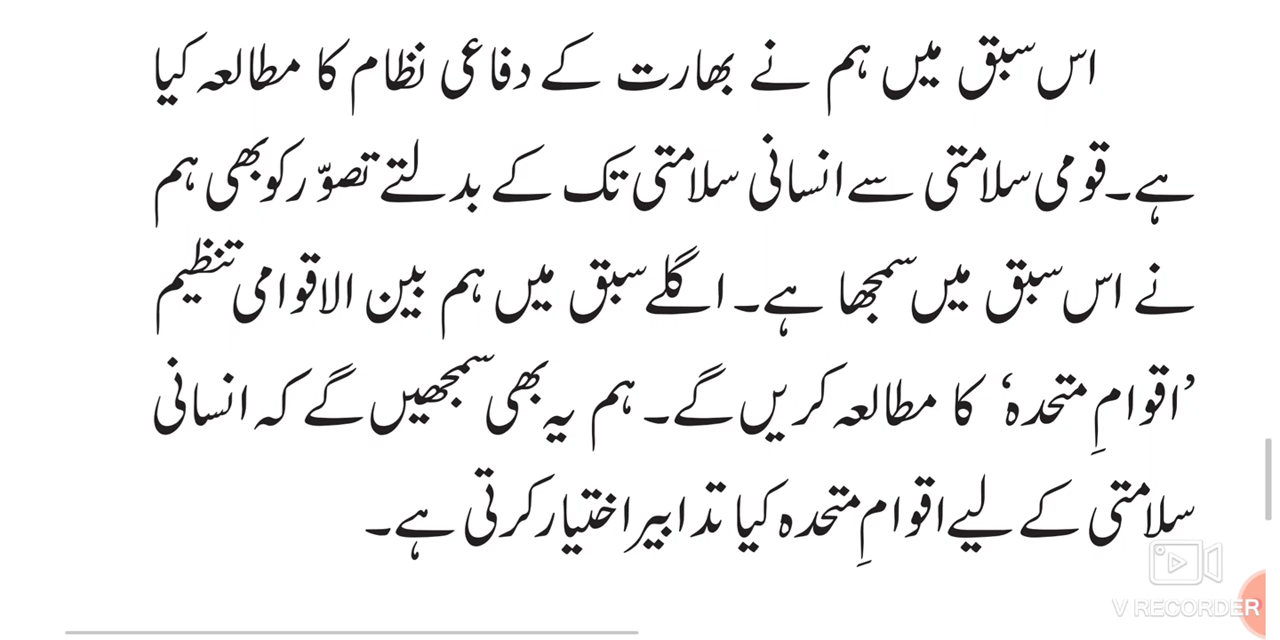 اس سبق میں ہم نے بھارت کے دفاعی نظام کا مطالعہ کیا
ہے۔ قومی سلامتی سے انسانی سلامتی تک کے بدلتے تصوّر کو بھی ہم
نے اس سبق میں سمجھا ہے۔ اگلے سبق میں ہم بین الاقوامی تنظیم
’اقوامِ متحدہ‘ کا مطالعہ کریں گے۔ ہم یہ بھی سمجھیں گے کہ انسانی
سلامتی کے لیے اقوامِ متحدہ کیا تدابیر اختیار کرتی ہے۔
V RECORDER